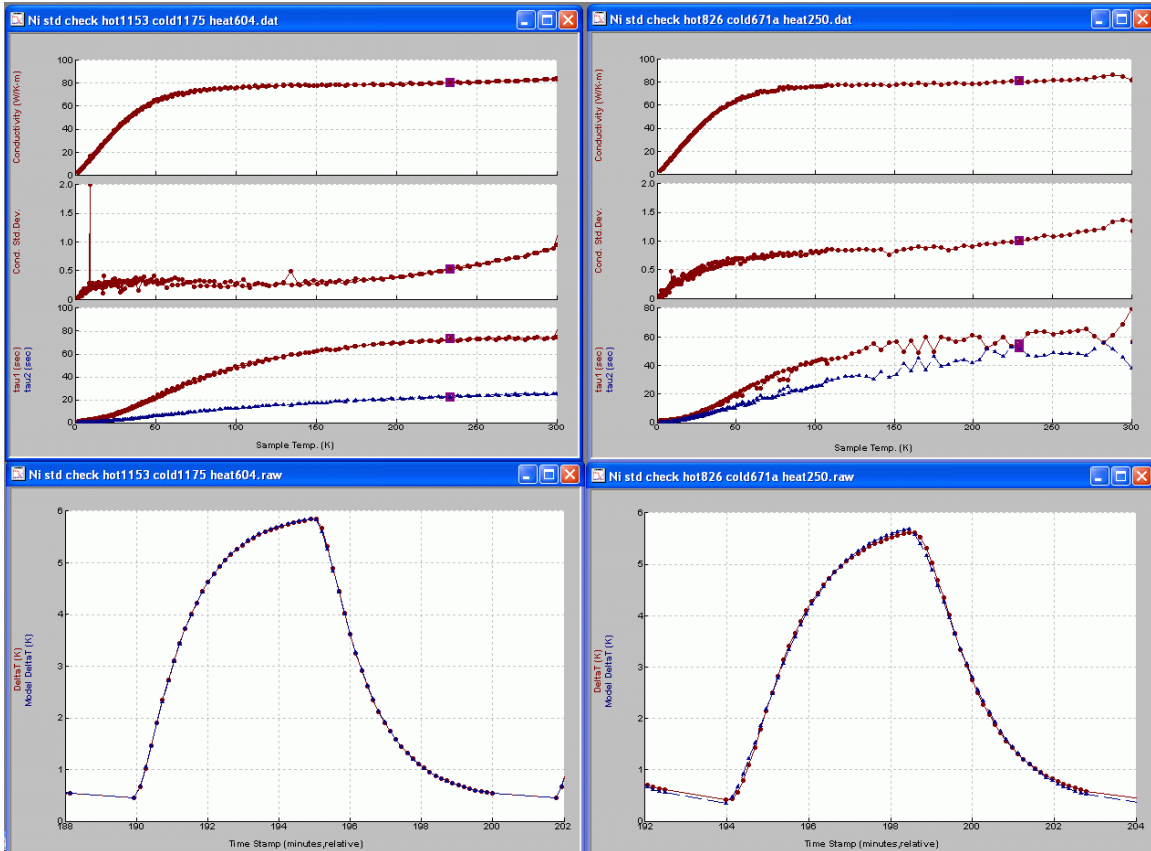 Ni std check hot1153 cold1175 heat604.dat
Conductivity (W/K-m)
100
80
60
40
20
0
Cond. Std.Dev.
2.0
1.5
1.0
0.5
0
tau1 (sec)
tau2 (sec)
100
80
60
40
20
0
0 60 100 160 200 260 300
Sample Temp. (K)
Ni std check hot826 cold671a heat250.dat
Conductivity (W/K-m)
100
80
60
40
20
0
Cond. Std.Dev.
2.0
1.5
1.0
0.5
0
tau1 (sec)
tau2 (sec)
80
60
40
20
0
0 60 100 160 200 260 300
Sample Temp. (K)
Ni std check hot1153 cold1175 heat604.raw
DeltaT (K)
Model DeltaT (K)
6
5
4
3
2
1
0
188 190 192 194 196 198 200 202
Time Stamp (minutes,relative)
Ni std check hot826 cold671a heat250.raw
DeltaT (K)
Model DeltaT (K)
6
5
4
3
2
1
0
192 194 196 198 200 202 204
Time Stamp (minutes,relative)